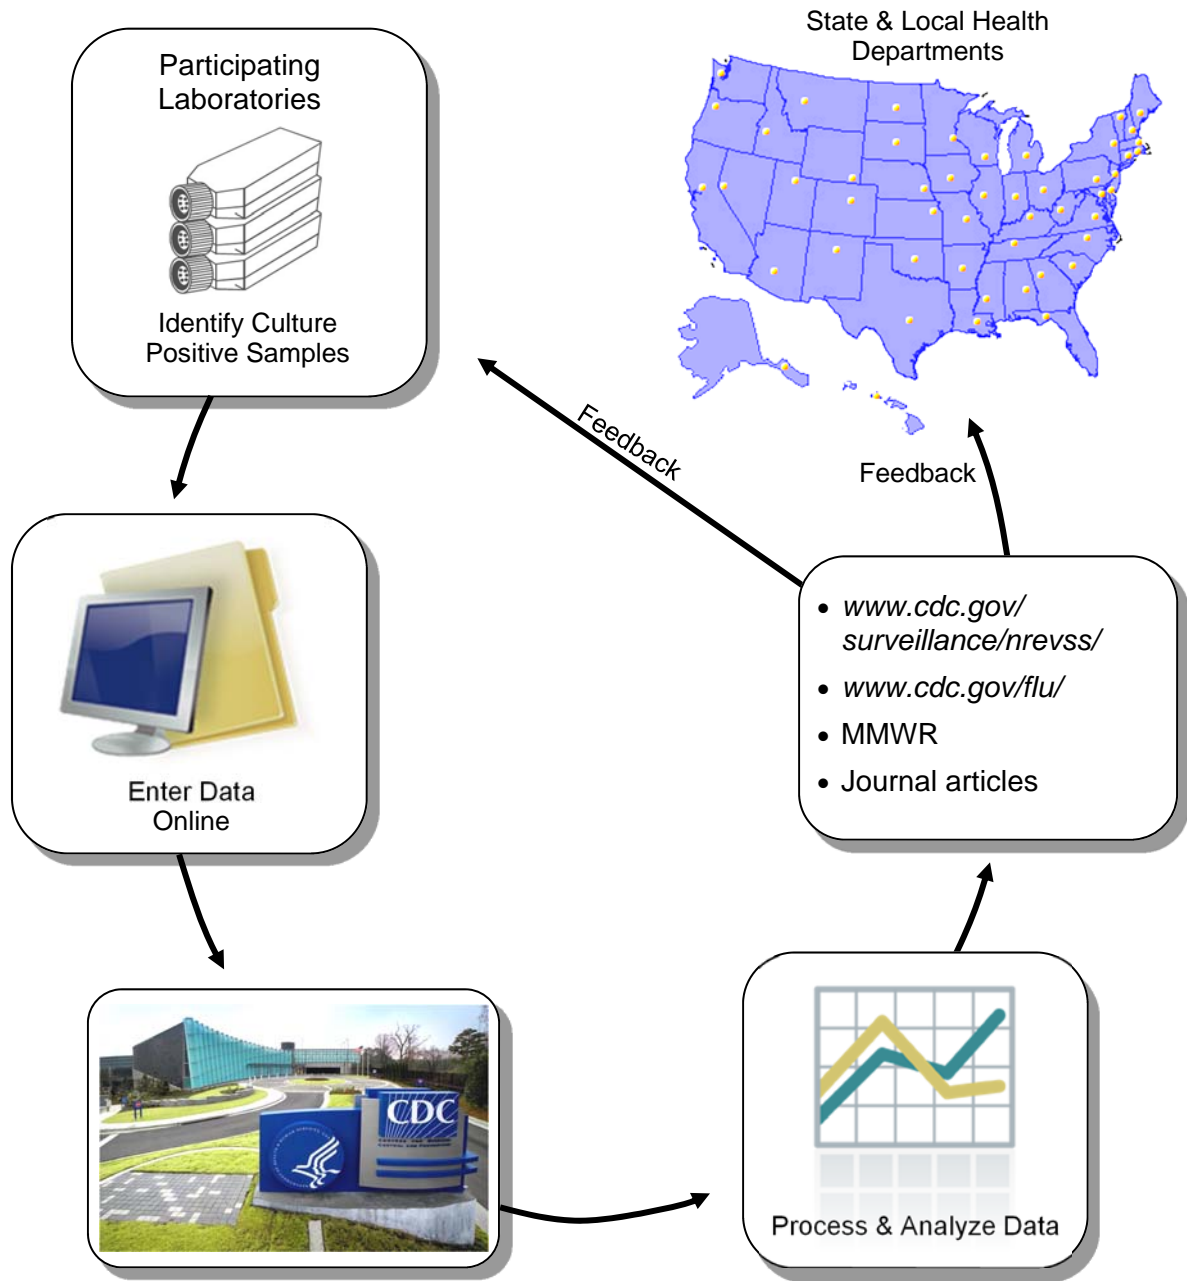 Participating
Laboratories
Identify Culture
Positive Samples
State & Local Health
Departments
Feedback
Feedback
Enter Data
Online
• www.cdc.gov/
surveillance/nrevss/
• www.cdc.gov/flu/
• MMWR
• Journal articles
CDC
Process & Analyze Data